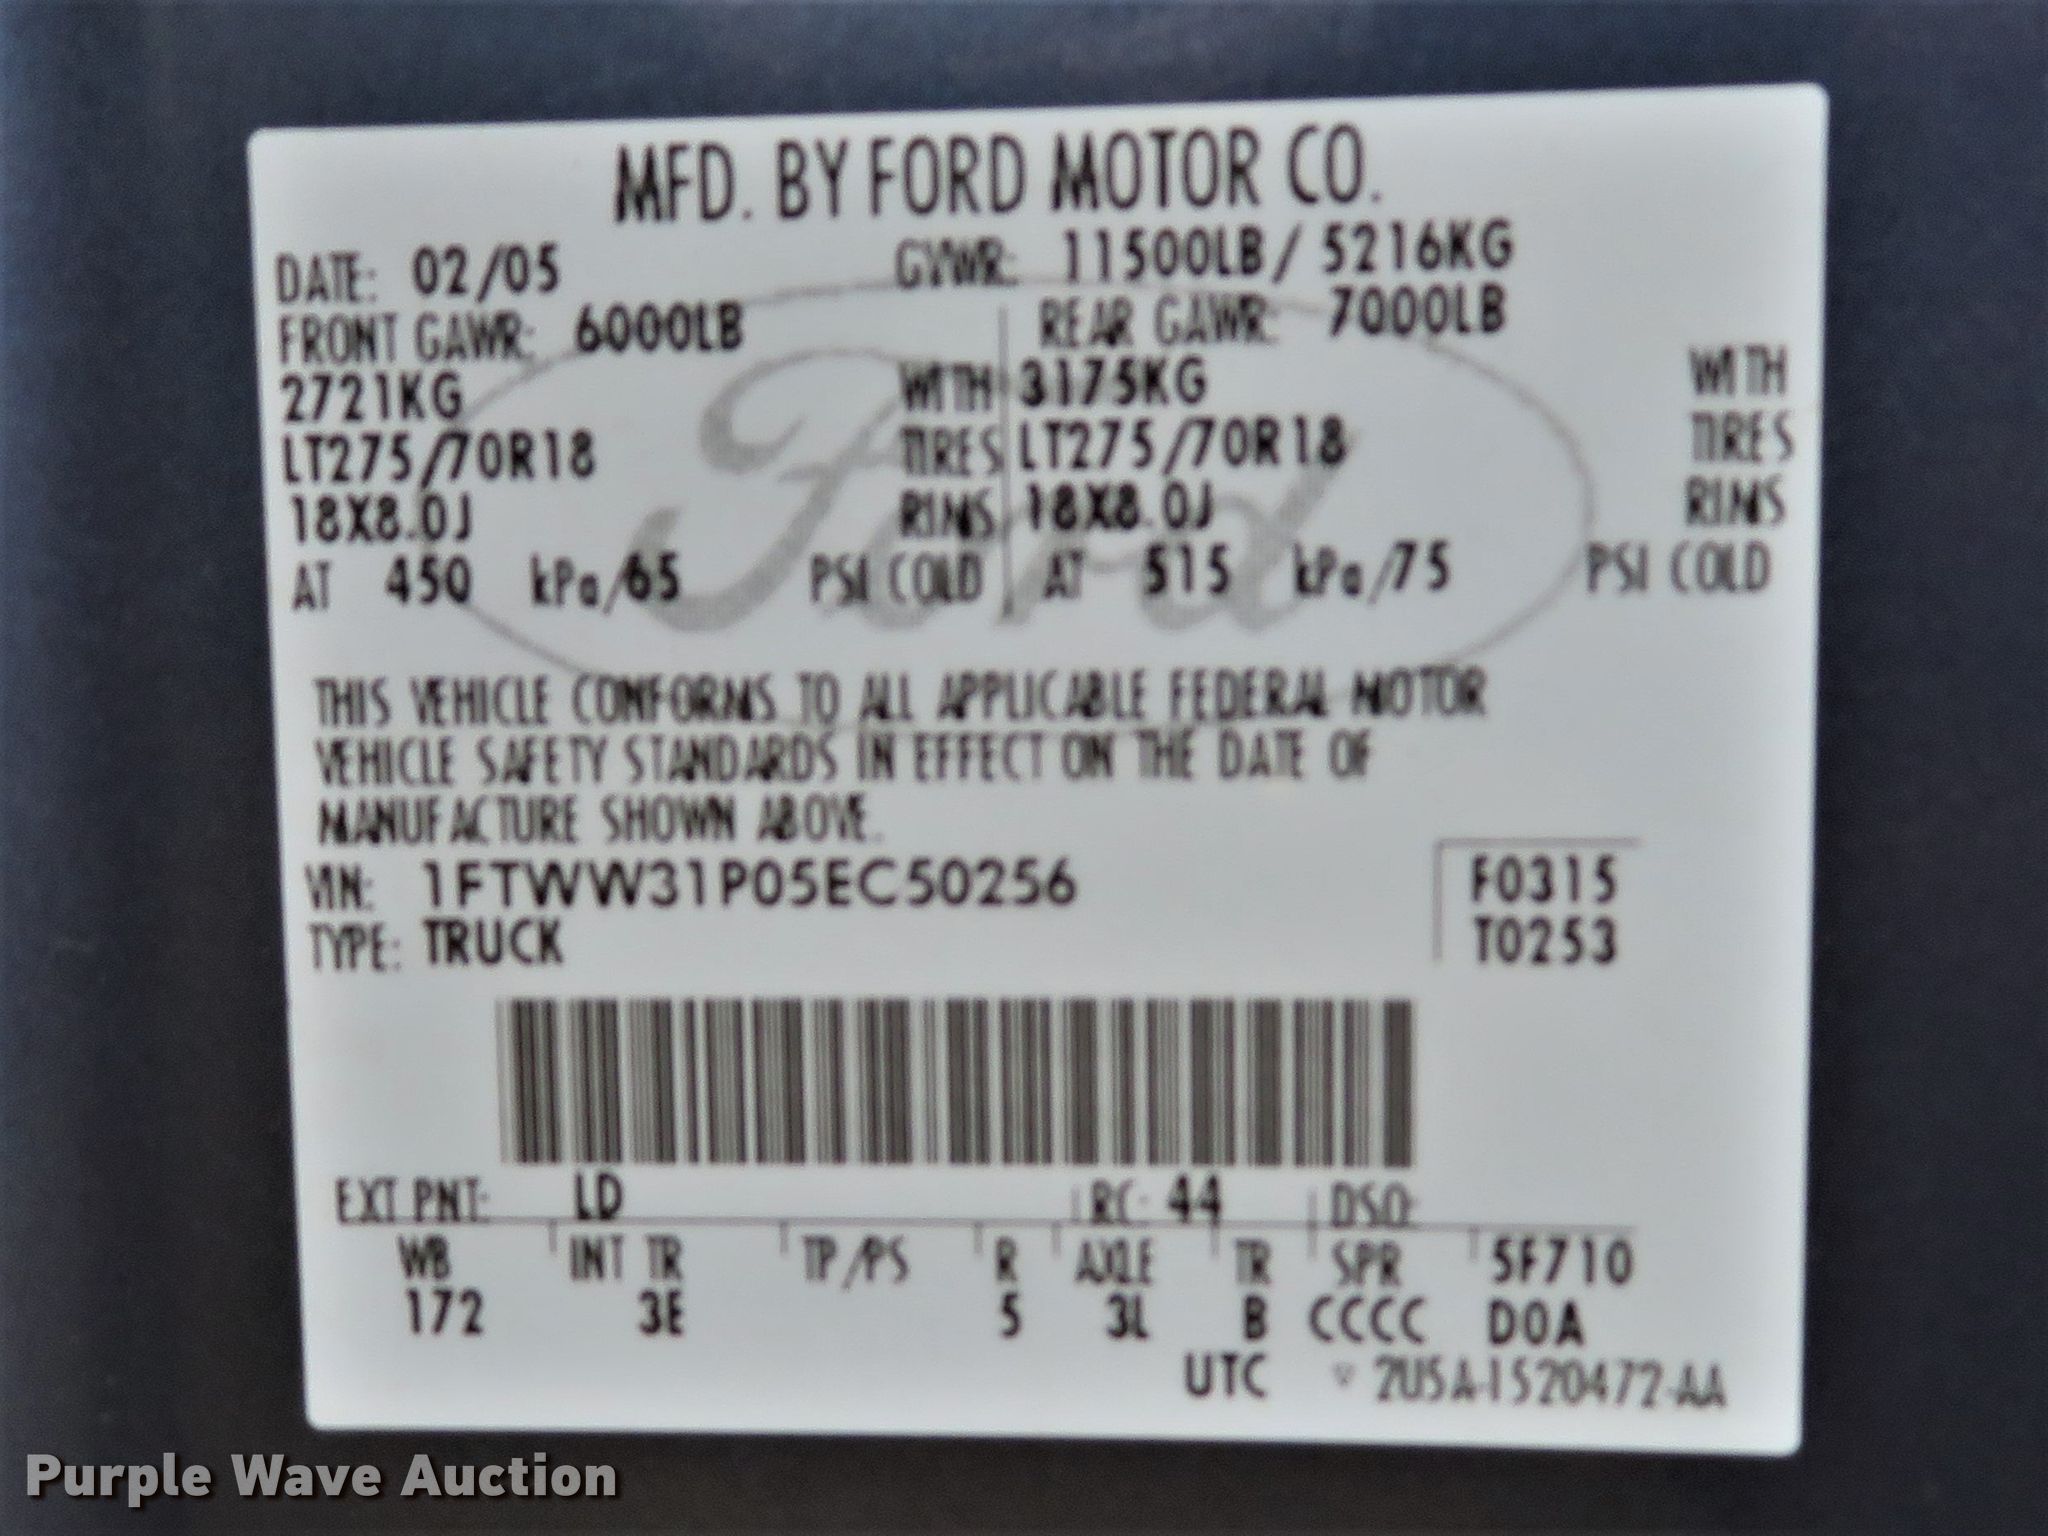 MFD. BY FORD MOTOR CO.
DATE: 02/05 GVWR: 11500LB/ 5216KG
FRONT GAWR: 6000LB REAR GAWR: 7000LB
2721KG WITH 3175KG WITH
LT275/70R18 TIRES LT275/70R18 TIRES
18X8.0J RIMS 18X8.0J RIMS
AT 450 kPa/65 PSI COLD AT 515 kPa/75 PSI COLD
Ford
THIS VEHICLE CONFORMS TO ALL APPLICABLE FEDERAL MOTOR
VEHICLE SAFETY STANDARDS IN EFFECT ON THE DATE OF
MANUFACTURE SHOWN ABOVE.
VIN: 1FTWW31P05EC50256 F0315
TYPE: TRUCK T0253
EXT PNT: LD RC: 44 DSO:
WB INT TR TP/PS R AXLE TR SPR 5F710
172 3E 5 3L B CCCC D0A
UTC ▽ 2U5A-1520472-AA
Purple Wave Auction